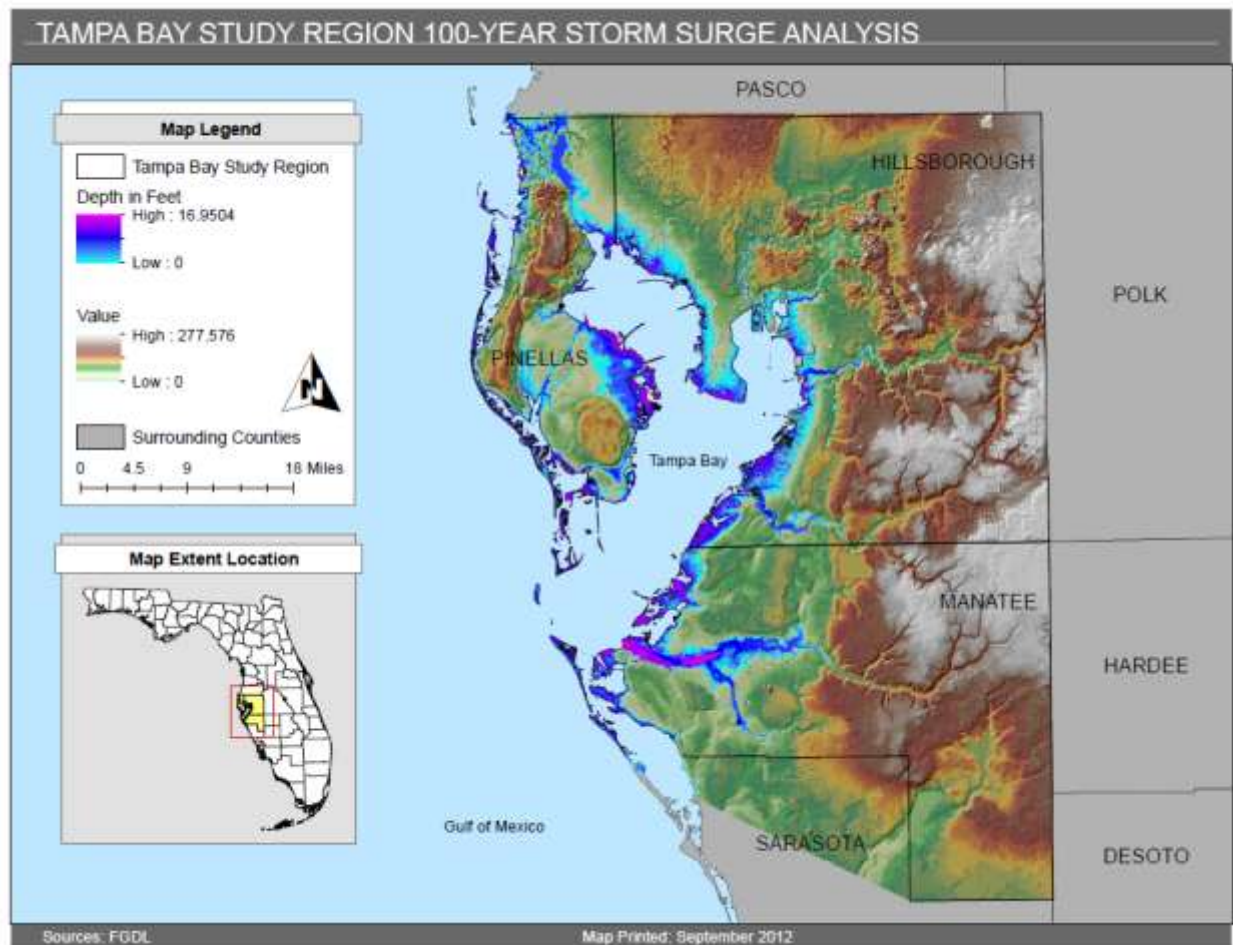 TAMPA BAY STUDY REGION 100-YEAR STORM SURGE ANALYSIS
Map Legend
Tampa Bay Study Region
Depth in Feet
High : 16.9504
Low : 0
Value
High : 277.576
Low : 0
N
Surrounding Counties
0 4.5 9 18 Miles
Map Extent Location
PASCO
HILLSBOROUGH
POLK
PINELLAS
Tampa Bay
MANATEE
HARDEE
Gulf of Mexico
SARASOTA
DESOTO
Sources: FGDL
Map Printed: September 2012